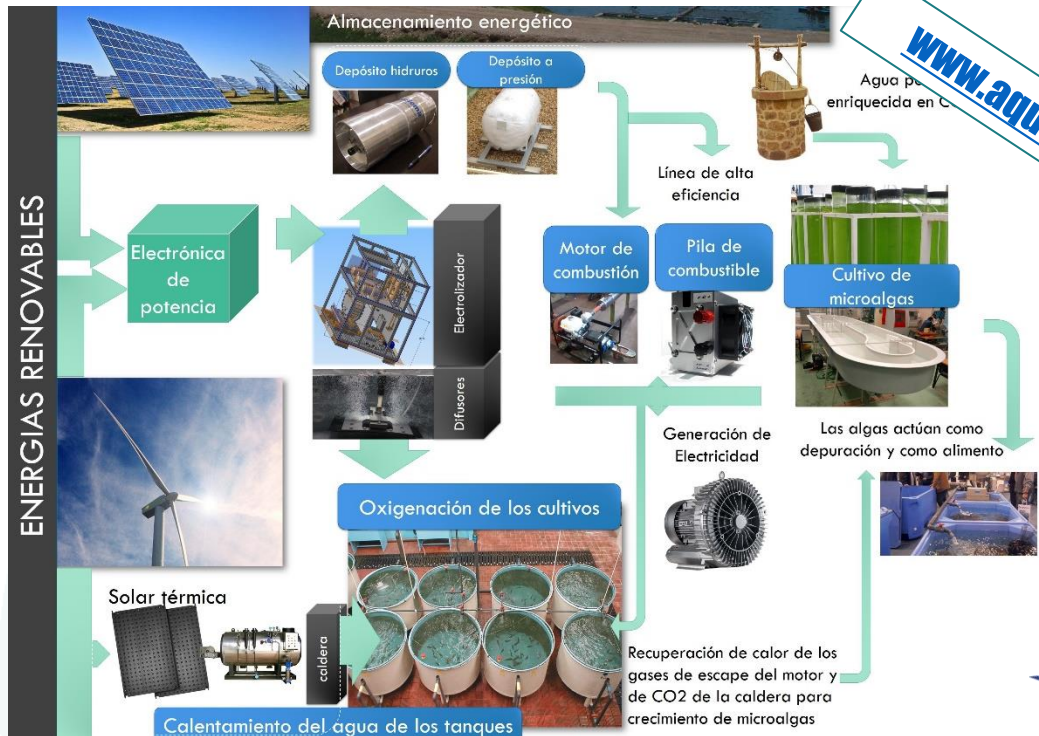 Almacenamiento energético
Depósito hidruros
Depósito a
presión
Agua
enriquecida en
www.aqu
Línea de alta
eficiencia
ENERGIAS RENOVABLES
Electrónica
de
potencia
Electrolizador
Difusores
Motor de
combustión
Pila de
combustible
Cultivo de
microalgas
Las algas actúan como
depuración y como alimento
Generación de
Electricidad
Oxigenación de los cultivos
Solar térmica
caldera
Calentamiento del agua de los tanques
Recuperación de calor de los
gases de escape del motor y
de CO2 de la caldera para
crecimiento de microalgas